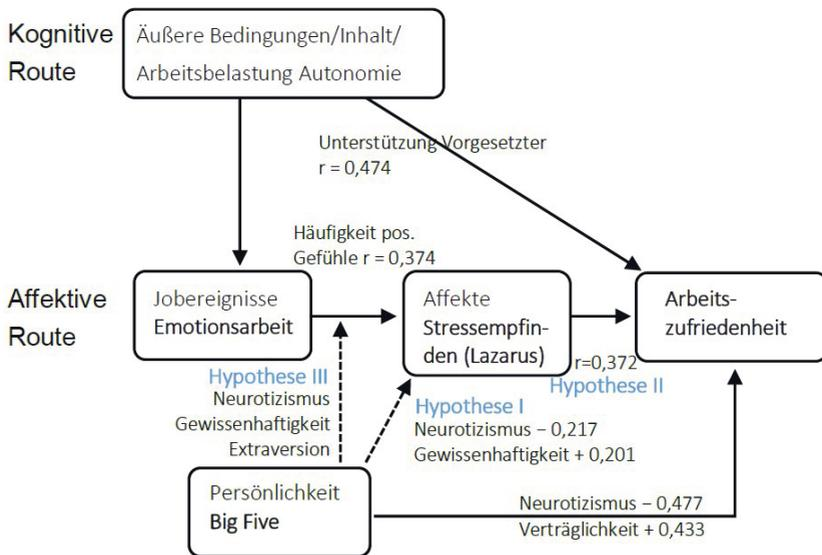 Kognitive
Route
Äußere Bedingungen/Inhalt/
Arbeitsbelastung Autonomie
Unterstützung Vorgesetzter
r = 0,474
Häufigkeit pos.
Gefühle r = 0,374
Affektive
Route
Jobereignisse
Emotionsarbeit
Affekte
Stressempfin-
den (Lazarus)
Arbeits-
zufriedenheit
r=0,372
Hypothese II
Hypothese III
Neurotizismus
Gewissenhaftigkeit
Extraversion
Hypothese I
Neurotizismus – 0,217
Gewissenhaftigkeit + 0,201
Persönlichkeit
Big Five
Neurotizismus – 0,477
Verträglichkeit + 0,433